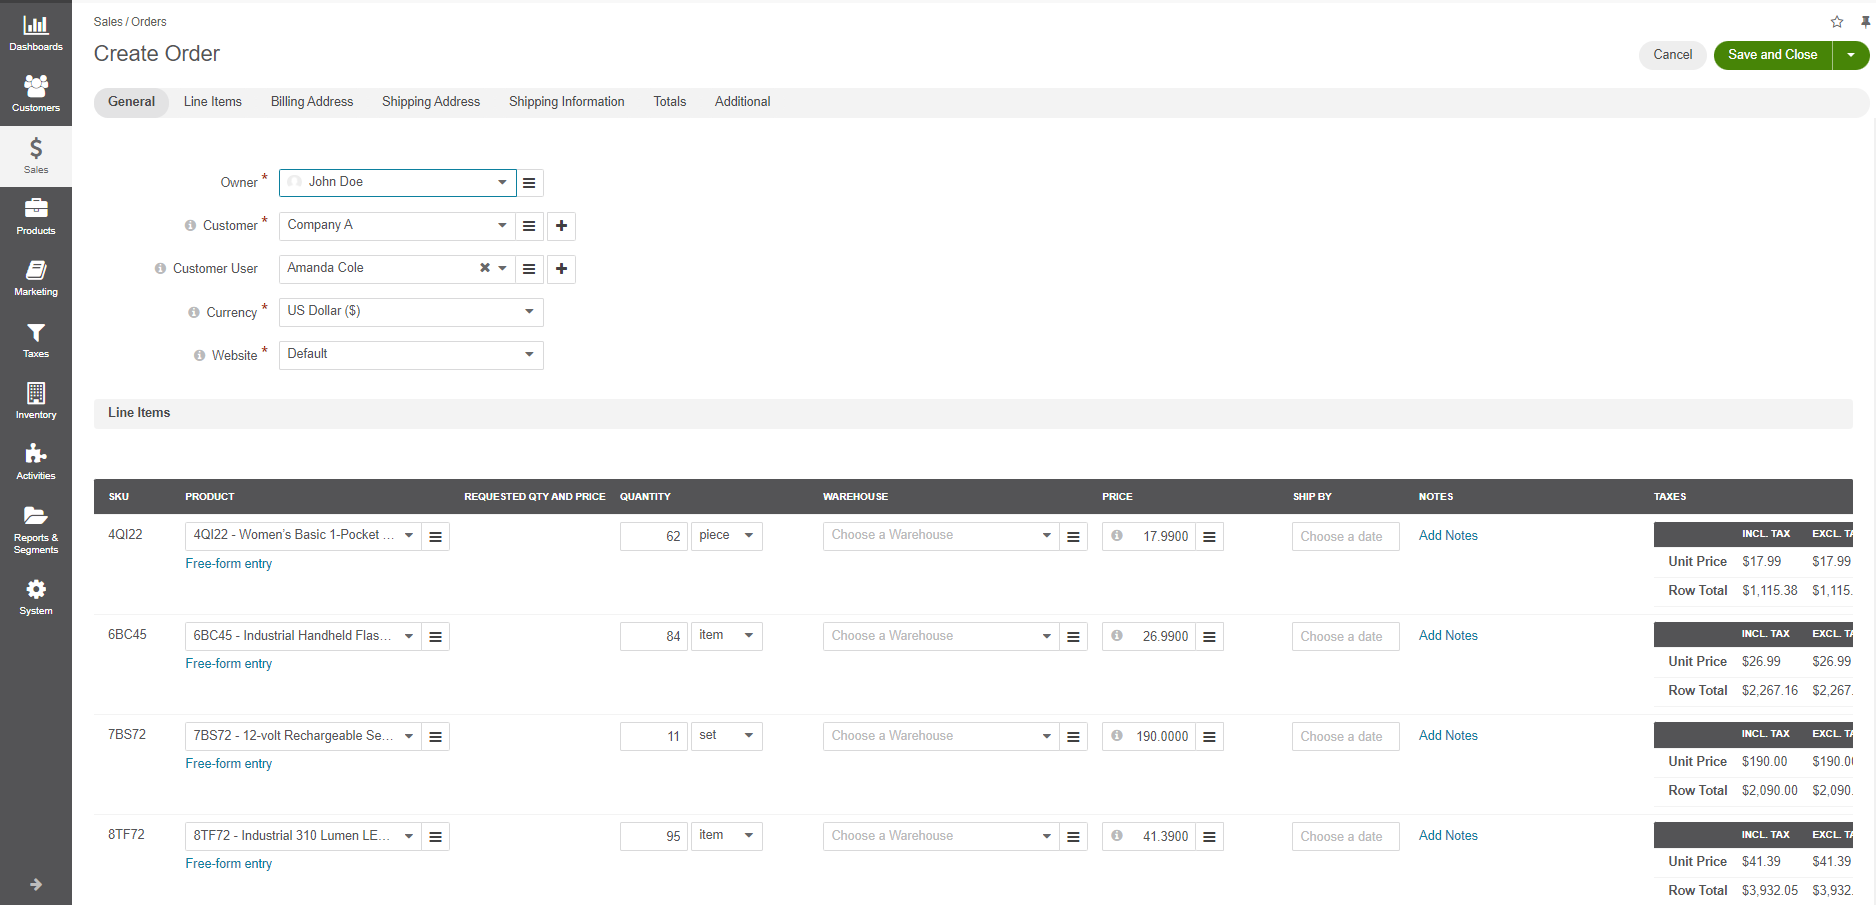 Dashboards
Customers
Sales
Products
Marketing
Taxes
Inventory
Activities
Reports &
Segments
System
Sales / Orders
Create Order
Cancel
Save and Close
General Line Items Billing Address Shipping Address Shipping Information Totals Additional
Owner * John Doe
Customer * Company A
Customer User Amanda Cole
Currency * US Dollar ($)
Website * Default
Line Items
SKU PRODUCT REQUESTED QTY AND PRICE QUANTITY WAREHOUSE PRICE SHIP BY NOTES TAXES
4QI22 4QI22 - Women’s Basic 1-Pocket ... 62 piece Choose a Warehouse 17.9900 Choose a date Add Notes
Free-form entry
INCL. TAX EXCL. TA
Unit Price $17.99 $17.99
Row Total $1,115.38 $1,115.
6BC45 6BC45 - Industrial Handheld Flas... 84 item Choose a Warehouse 26.9900 Choose a date Add Notes
Free-form entry
INCL. TAX EXCL. TA
Unit Price $26.99 $26.99
Row Total $2,267.16 $2,267.
7BS72 7BS72 - 12-volt Rechargeable Se... 11 set Choose a Warehouse 190.0000 Choose a date Add Notes
Free-form entry
INCL. TAX EXCL. TA
Unit Price $190.00 $190.00
Row Total $2,090.00 $2,090.
8TF72 8TF72 - Industrial 310 Lumen LE... 95 item Choose a Warehouse 41.3900 Choose a date Add Notes
Free-form entry
INCL. TAX EXCL. TA
Unit Price $41.39 $41.39
Row Total $3,932.05 $3,932.